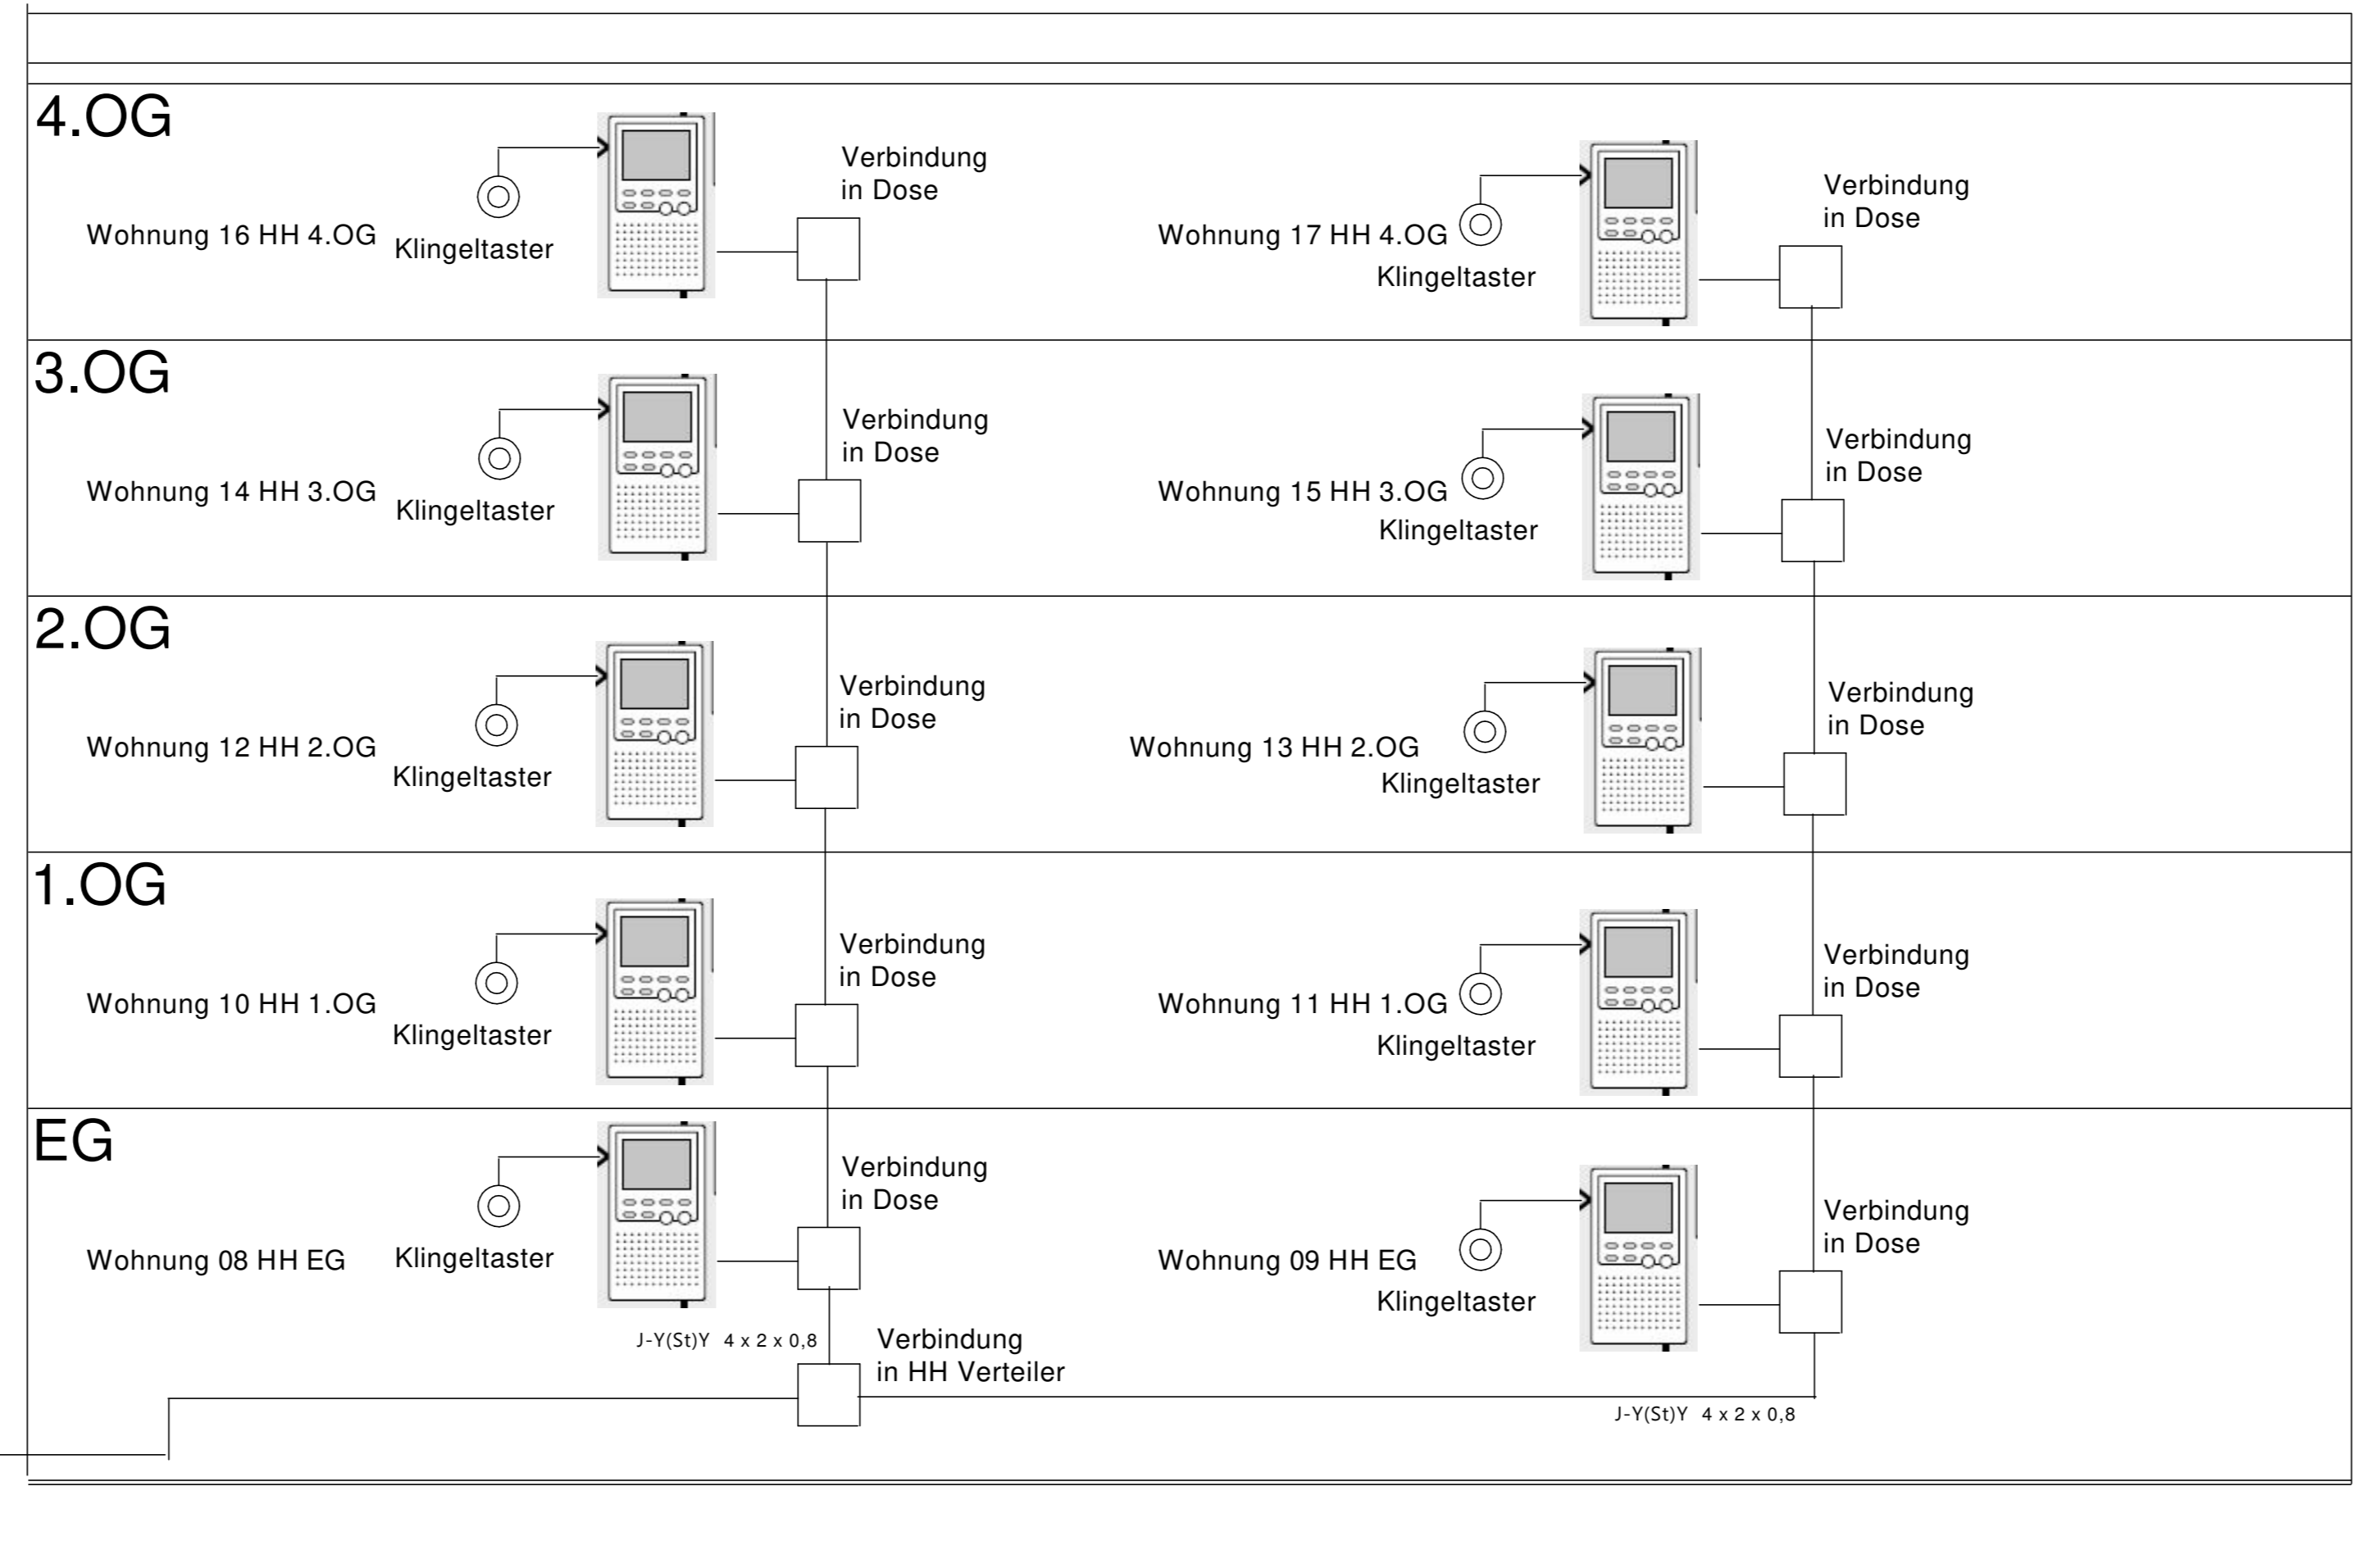 4.OG
Verbindung
in Dose
Wohnung 16 HH 4.OG
Klingeltaster
Verbindung
in Dose
Wohnung 17 HH 4.OG
Klingeltaster
3.OG
Verbindung
in Dose
Wohnung 14 HH 3.OG
Klingeltaster
Verbindung
in Dose
Wohnung 15 HH 3.OG
Klingeltaster
2.OG
Verbindung
in Dose
Wohnung 12 HH 2.OG
Klingeltaster
Verbindung
in Dose
Wohnung 13 HH 2.OG
Klingeltaster
1.OG
Verbindung
in Dose
Wohnung 10 HH 1.OG
Klingeltaster
Verbindung
in Dose
Wohnung 11 HH 1.OG
Klingeltaster
EG
Verbindung
in Dose
Wohnung 08 HH EG
Klingeltaster
Verbindung
in Dose
Wohnung 09 HH EG
Klingeltaster
J-Y(St)Y 4 x 2 x 0,8
Verbindung
in HH Verteiler
J-Y(St)Y 4 x 2 x 0,8